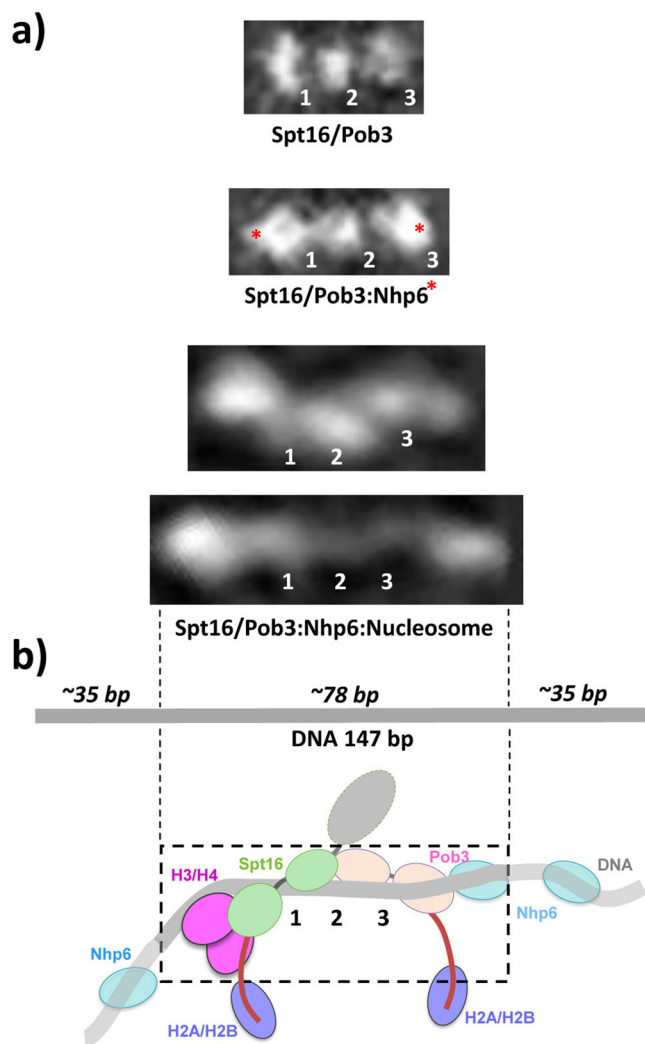 a)
1 2 3
Spt16/Pob3
* *
1 2 3
Spt16/Pob3:Nhp6*
1 2 3
1 2 3
Spt16/Pob3:Nhp6:Nucleosome
b)
~35 bp ~78 bp ~35 bp
DNA 147 bp
Spt16 Pob3
H3/H4 DNA
1 2 3 Nhp6
Nhp6
H2A/H2B H2A/H2B